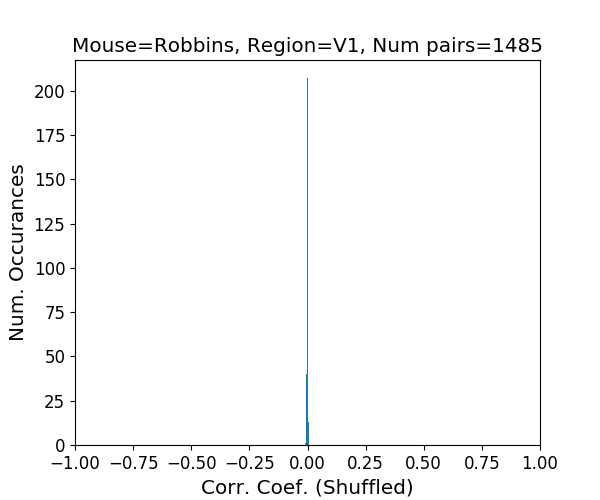 Mouse=Robbins, Region=V1, Num pairs=1485
Num. Occurances
200
175
150
125
100
75
50
25
0
−1.00 −0.75 −0.50 −0.25 0.00 0.25 0.50 0.75 1.00
Corr. Coef. (Shuffled)